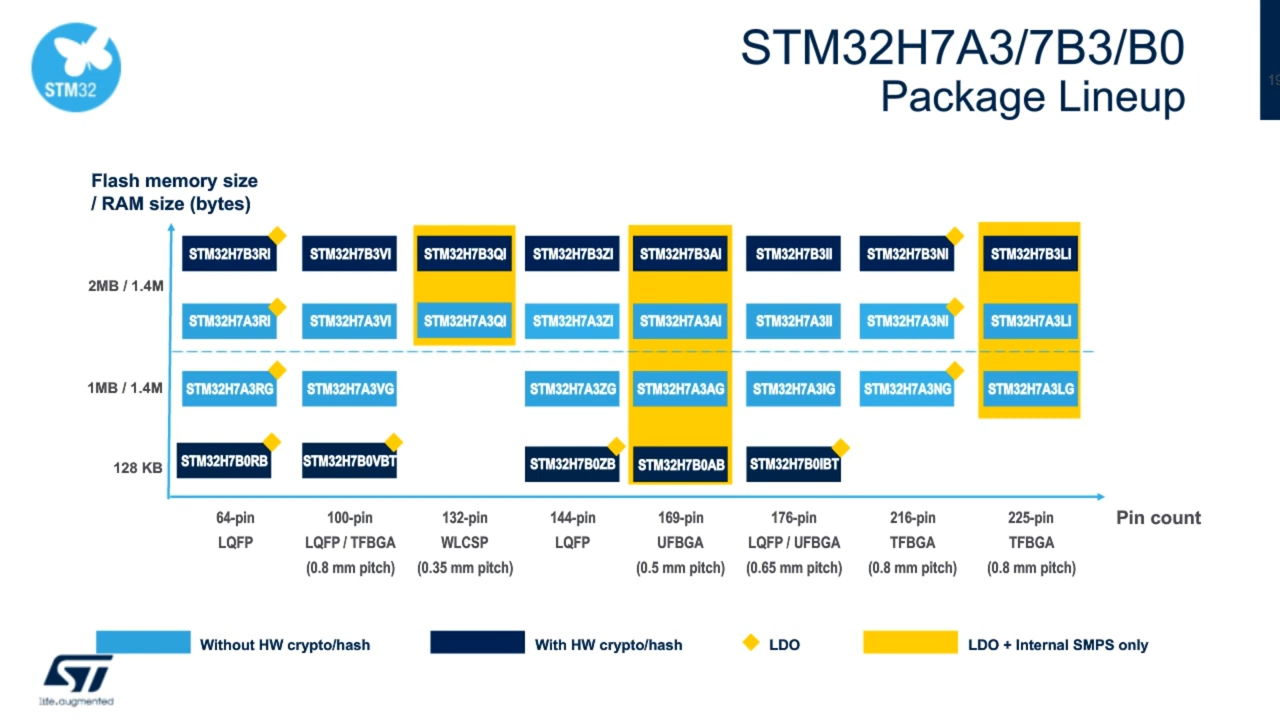 STM32
STM32H7A3/7B3/B0
Package Lineup
Flash memory size
/ RAM size (bytes)
STM32H7B3RI STM32H7B3VI STM32H7B3QI STM32H7B3ZI STM32H7B3AI STM32H7B3II STM32H7B3NI STM32H7B3LI
2MB / 1.4M
STM32H7A3RI STM32H7A3VI STM32H7A3QI STM32H7A3ZI STM32H7A3AI STM32H7A3II STM32H7A3NI STM32H7A3LI
1MB / 1.4M STM32H7A3RG STM32H7A3VG STM32H7A3ZG STM32H7A3AG STM32H7A3IG STM32H7A3NG STM32H7A3LG
128 KB STM32H7B0RB STM32H7B0VBT STM32H7B0ZB STM32H7B0AB STM32H7B0IBT
64-pin 100-pin 132-pin 144-pin 169-pin 176-pin 216-pin 225-pin Pin count
LQFP LQFP / TFBGA WLCSP LQFP UFBGA LQFP / UFBGA TFBGA TFBGA
(0.8 mm pitch) (0.35 mm pitch) (0.5 mm pitch) (0.65 mm pitch) (0.8 mm pitch) (0.8 mm pitch)
Without HW crypto/hash With HW crypto/hash LDO LDO + Internal SMPS only
ST
life.augmented